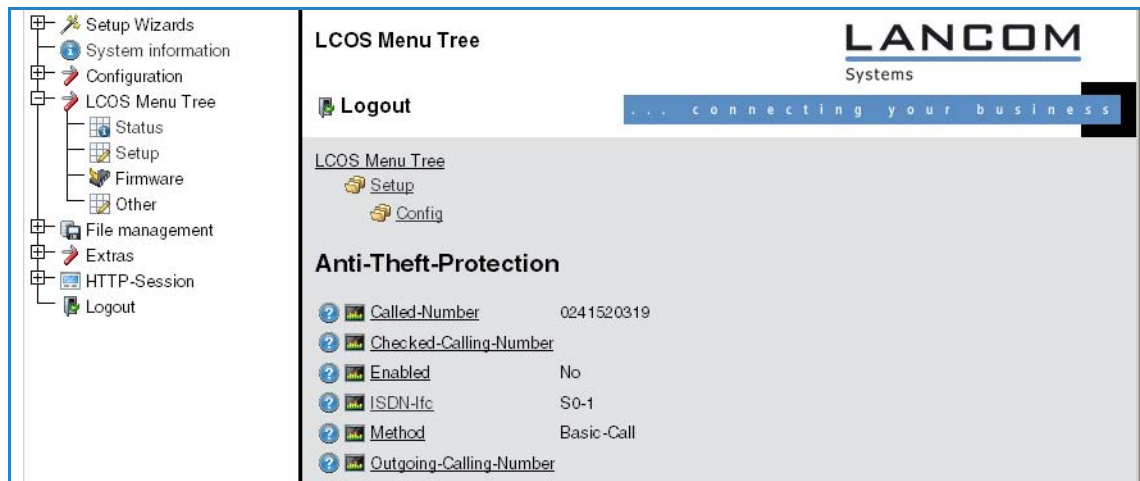 Setup Wizards
System information
Configuration
LCOS Menu Tree
Status
Setup
Firmware
Other
File management
Extras
HTTP-Session
Logout
LCOS Menu Tree
LANCOM
Systems
Logout
... connecting your business
LCOS Menu Tree
Setup
Config
Anti-Theft-Protection
Called-Number 0241520319
Checked-Calling-Number
Enabled No
ISDN-Ifc S0-1
Method Basic-Call
Outgoing-Calling-Number